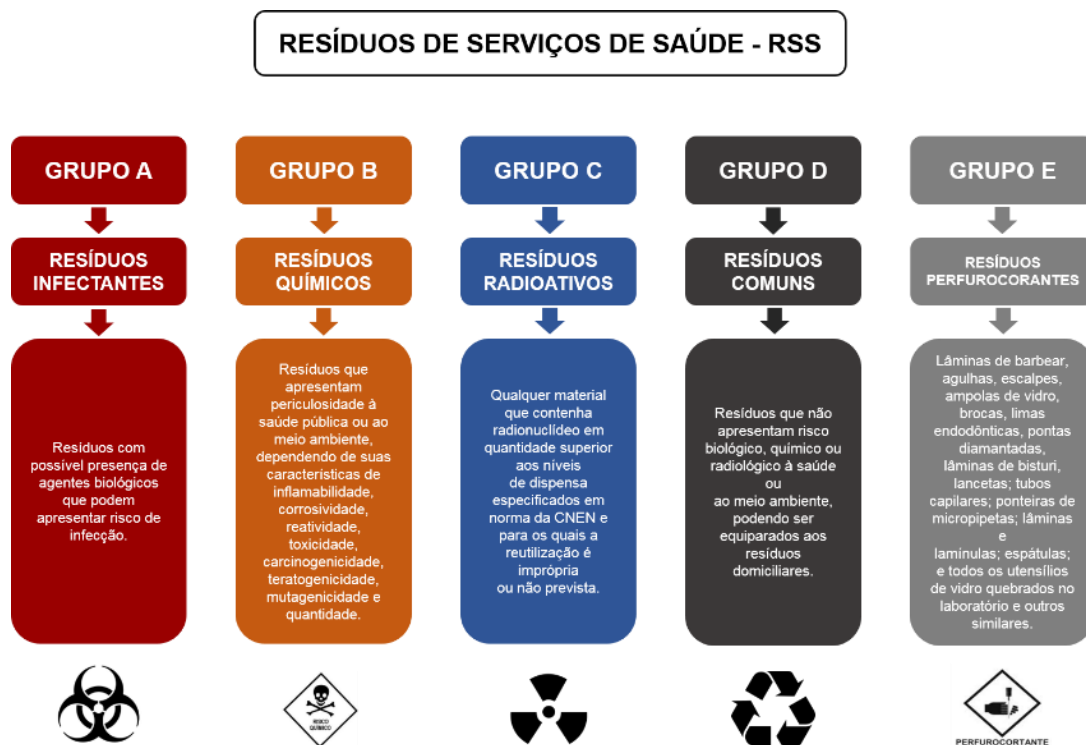 RESÍDUOS DE SERVIÇOS DE SAÚDE - RSS
GRUPO A
RESÍDUOS
INFECTANTES
Resíduos com
possível presença de
agentes biológicos
que podem
apresentar risco de
infecção.
GRUPO B
RESÍDUOS
QUÍMICOS
Resíduos que
apresentam
periculosidade à
saúde pública ou ao
meio ambiente,
dependendo de suas
características de
inflamabilidade,
corrosividade,
reatividade,
toxicidade,
carcinogenicidade,
teratogenicidade,
mutagenicidade e
quantidade.
RISCO
QUÍMICO
GRUPO C
RESÍDUOS
RADIOATIVOS
Qualquer material
que contenha
radionuclídeo em
quantidade superior
aos níveis
de dispensa
especificados em
norma da CNEN e
para os quais a
reutilização é
imprópria
ou não prevista.
GRUPO D
RESÍDUOS
COMUNS
Resíduos que não
apresentam risco
biológico, químico ou
radiológico à saúde
ou
ao meio ambiente,
podendo ser
equiparados aos
resíduos
domiciliares.
GRUPO E
RESÍDUOS
PERFUROCORANTES
Lâminas de barbear,
agulhas, escalpes,
ampolas de vidro,
brocas, limas
endodônticas, pontas
diamantadas,
lâminas de bisturi,
lancetas; tubos
capilares; ponteiras de
micropipetas; lâminas
e
lamínulas; espátulas;
e todos os utensílios
de vidro quebrados no
laboratório e outros
similares.
PERFUROCORTANTE